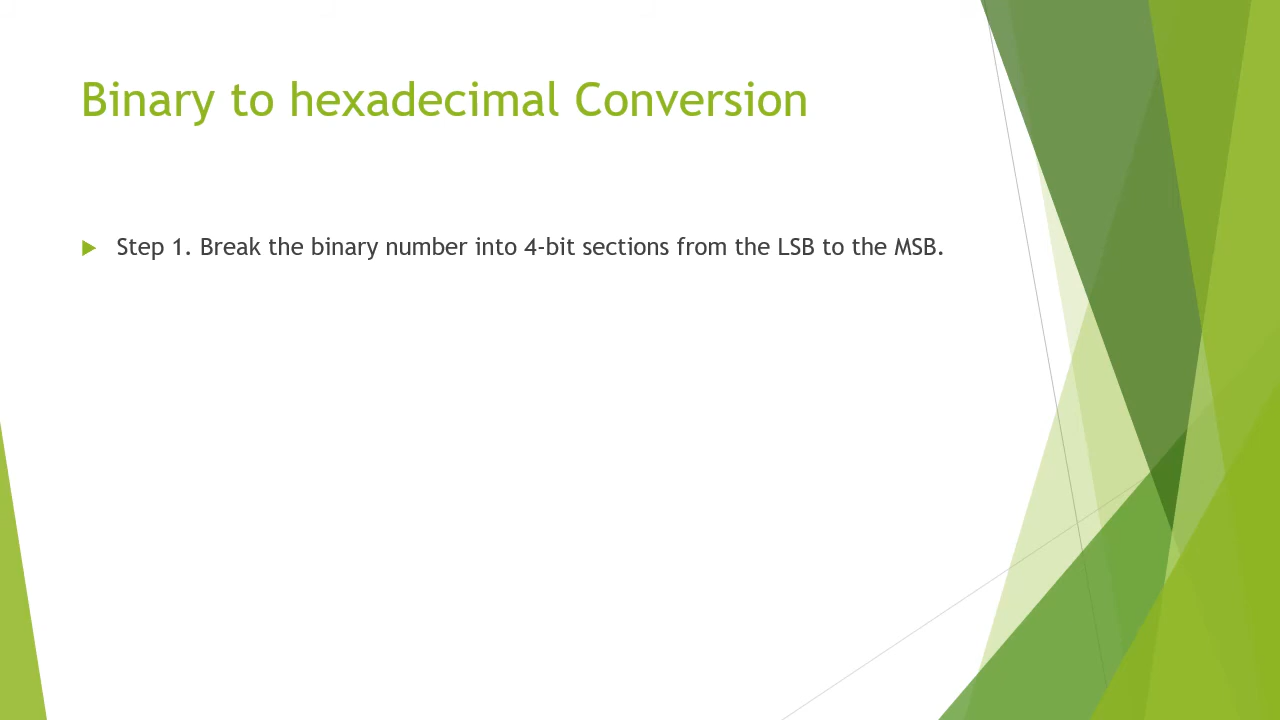 Binary to hexadecimal Conversion
Step 1. Break the binary number into 4-bit sections from the LSB to the MSB.